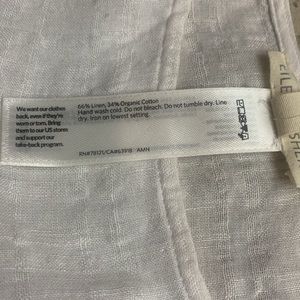 We want our clothes
back, even if they're
worn or torn. Bring
them to our US stores
and support our
take-back program.
66% Linen, 34% Organic Cotton
Hand wash cold. Do not bleach. Do not tumble dry. Line
dry. Iron on lowest setting.
RN#78121/CA#63918 AMN
EILE